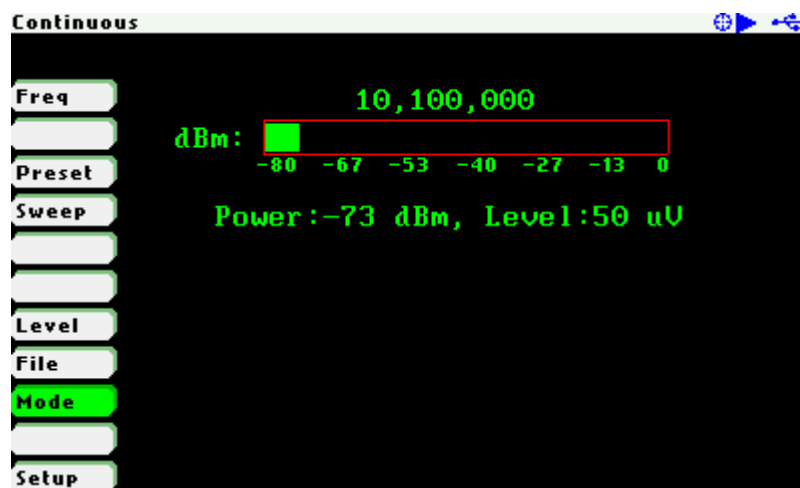 Continuous
Freq
10,100,000
dBm:
-80 -67 -53 -40 -27 -13 0
Preset
Sweep
Power:-73 dBm, Level:50 uV
Level
File
Mode
Setup